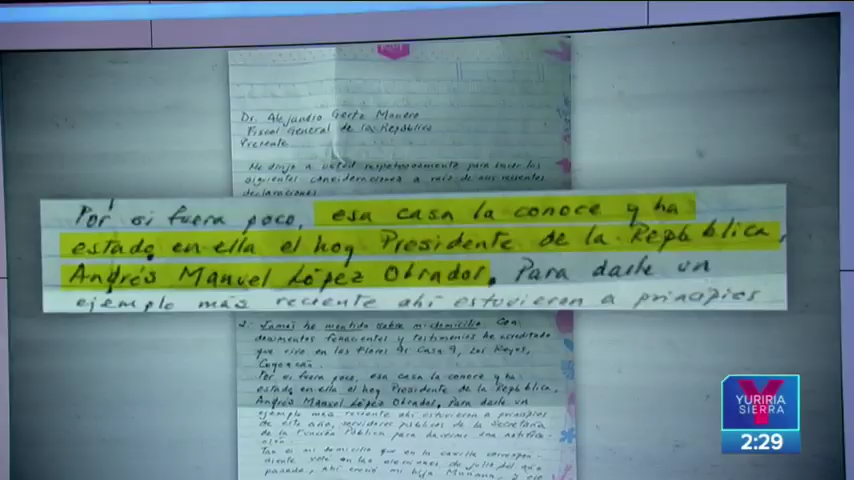 Dr. Alejandro Gertz Manero
Fiscal General de la República
Presente
Me dirijo a usted respetuosamente para hacer las
siguientes consideraciones a raíz de sus recientes
declaraciones
Por si fuera poco, esa casa la conoce y ha
estado en ella el hoy Presidente de la República,
Andrés Manuel López Obrador. Para darle un
ejemplo más reciente ahí estuvieron a principios
2. Jamás he mentido sobre mi domicilio. Con
documentos fehacientes y testimonios he acreditado
que vivo en las Flores 91 Casa 9, Los Reyes,
Coyoacán.
Por si fuera poco, esa casa la conoce y ha
estado en ella el hoy Presidente de la República,
Andrés Manuel López Obrador. Para darle un
ejemplo más reciente ahí estuvieron a principios
de este año, servidores públicos de la Secretaría
de la Función Pública para hacerme una
Tan es mi domicilio que en la casilla
voté en las elecciones de julio del año
pasado, ahí creció mi hija
YURIRIA
SIERRA
2:29